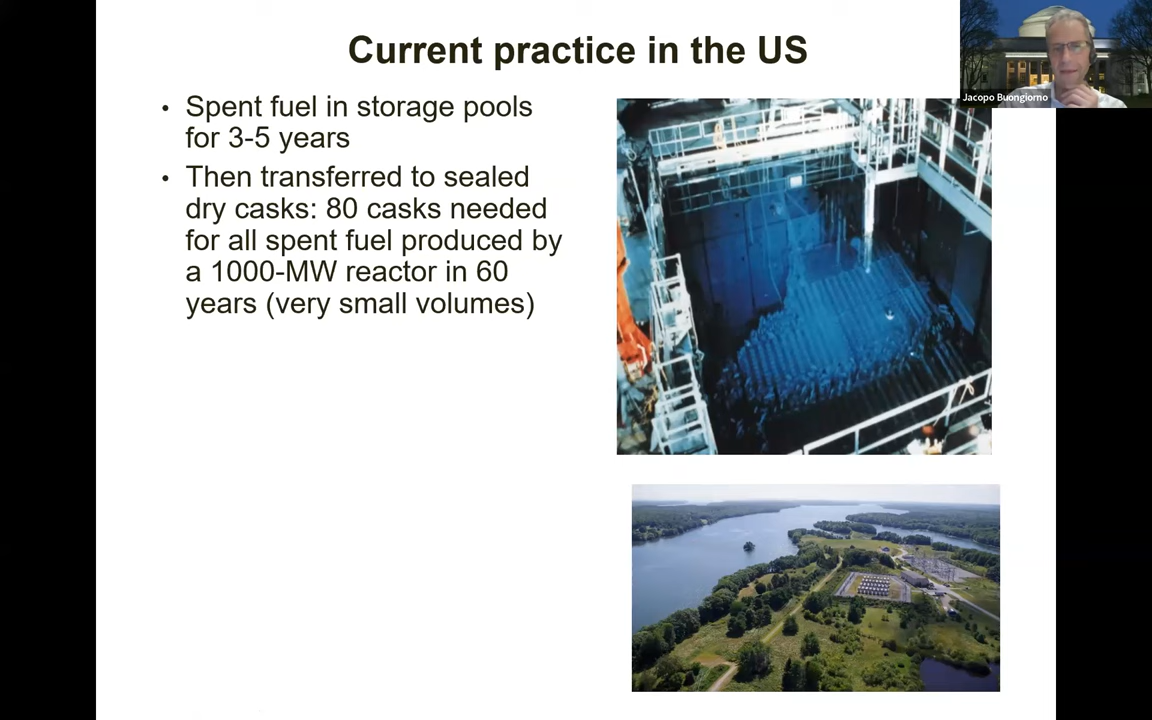 Current practice in the US
Jacopo Buongiorno
• Spent fuel in storage pools
for 3-5 years
• Then transferred to sealed
dry casks: 80 casks needed
for all spent fuel produced by
a 1000-MW reactor in 60
years (very small volumes)